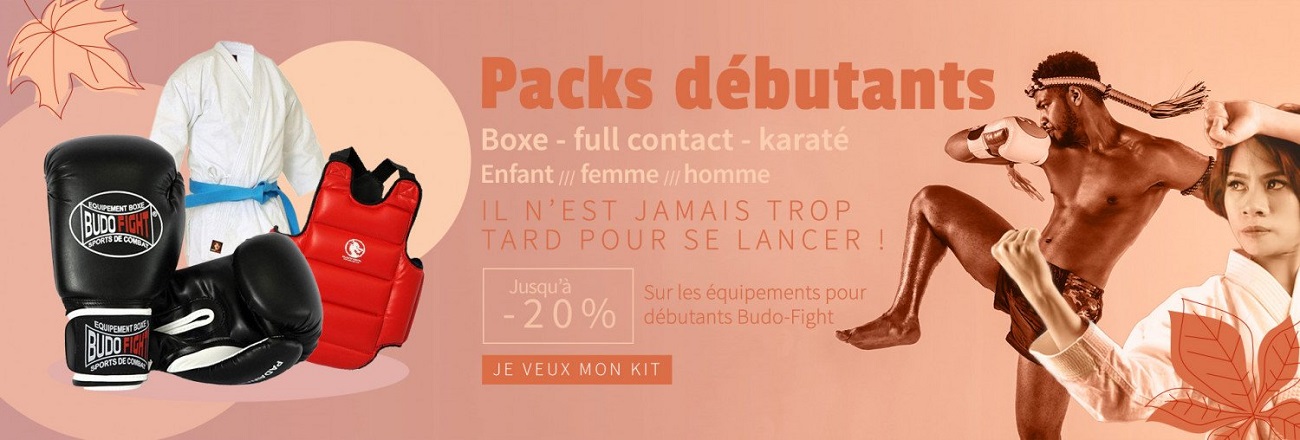 Packs débutants
Boxe - full contact - karaté
Enfant /// femme /// homme
IL N'EST JAMAIS TROP
TARD POUR SE LANCER !
Jusqu'à
-20%
Sur les équipements pour
débutants Budo-Fight
JE VEUX MON KIT
EQUIPEMENT BOXE
BUDO FIGHT®
SPORTS DE COMBAT
EQUIPEMENT BOXE
BUDO FIGHT
SPORTS DE COMBAT